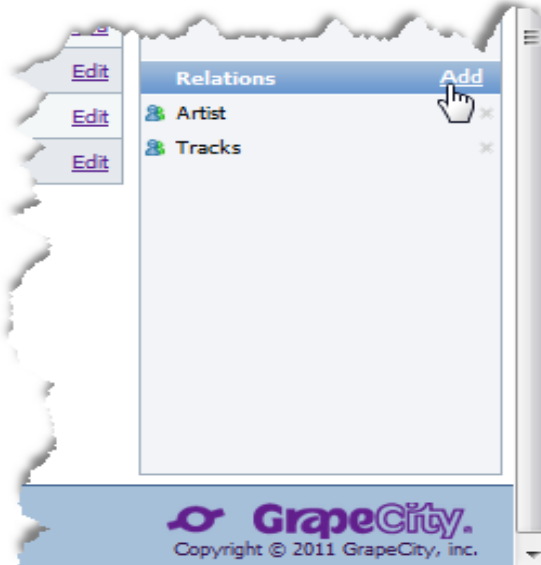 Edit
Relations Add
Edit
Artist
Edit
Tracks
GrapeCity.
Copyright © 2011 GrapeCity, inc.